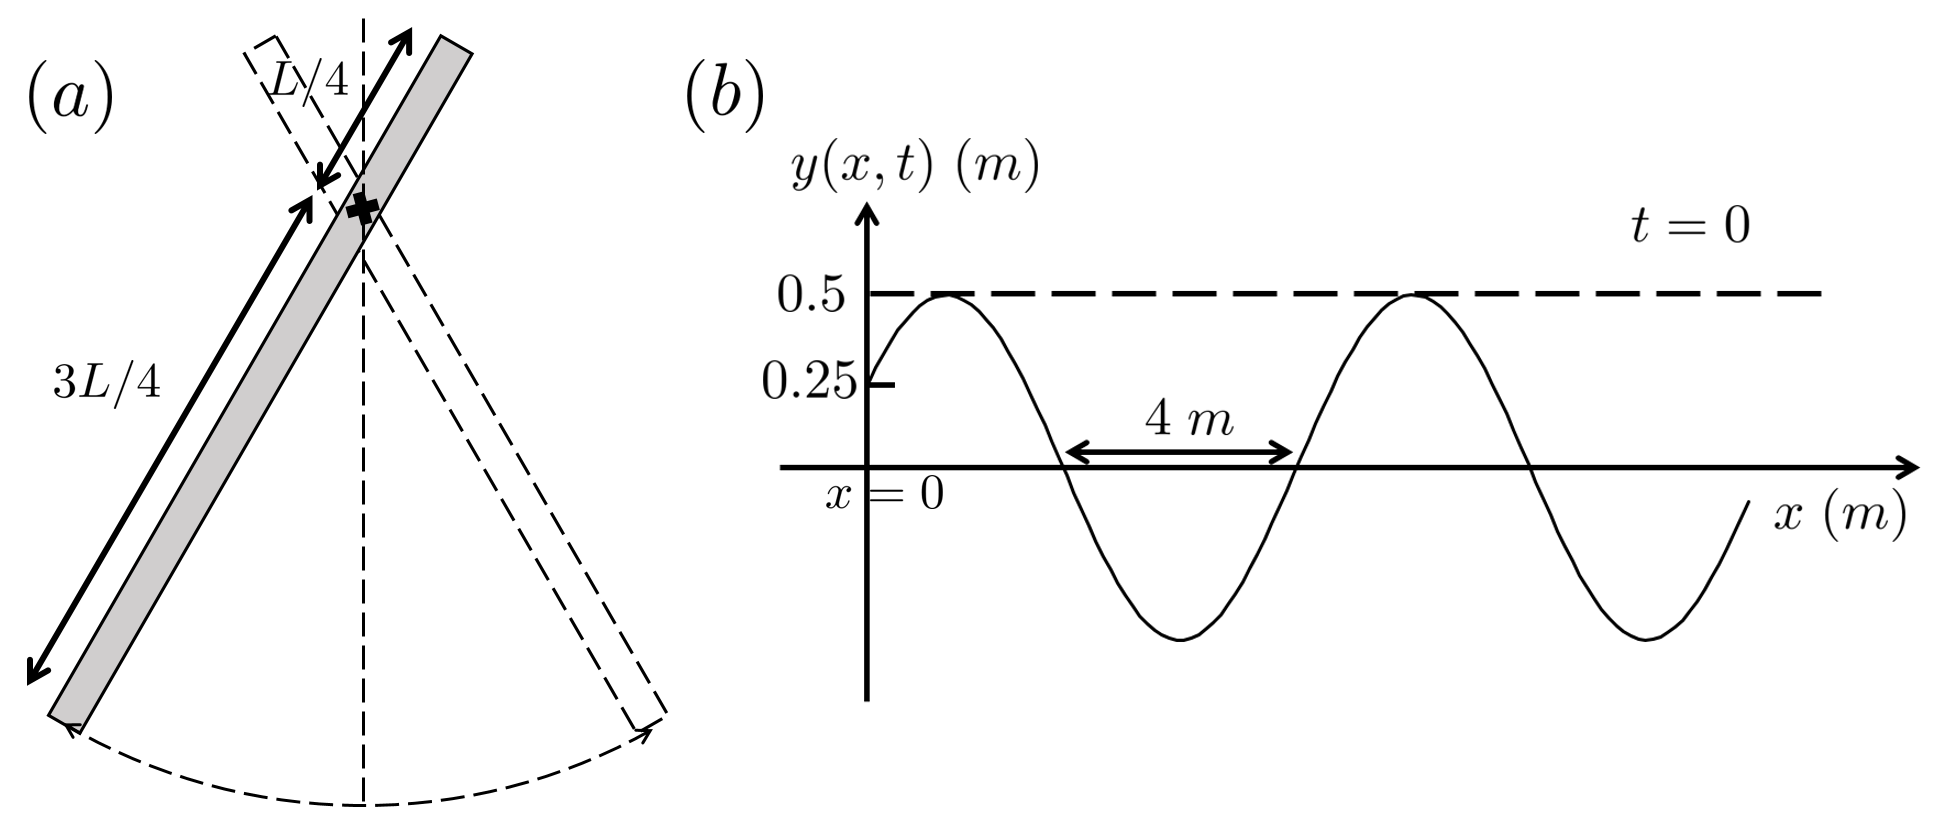 (a)
L/4
3L/4
(b)
y(x, t) (m)
t = 0
0.5
0.25
4 m
x = 0
x (m)